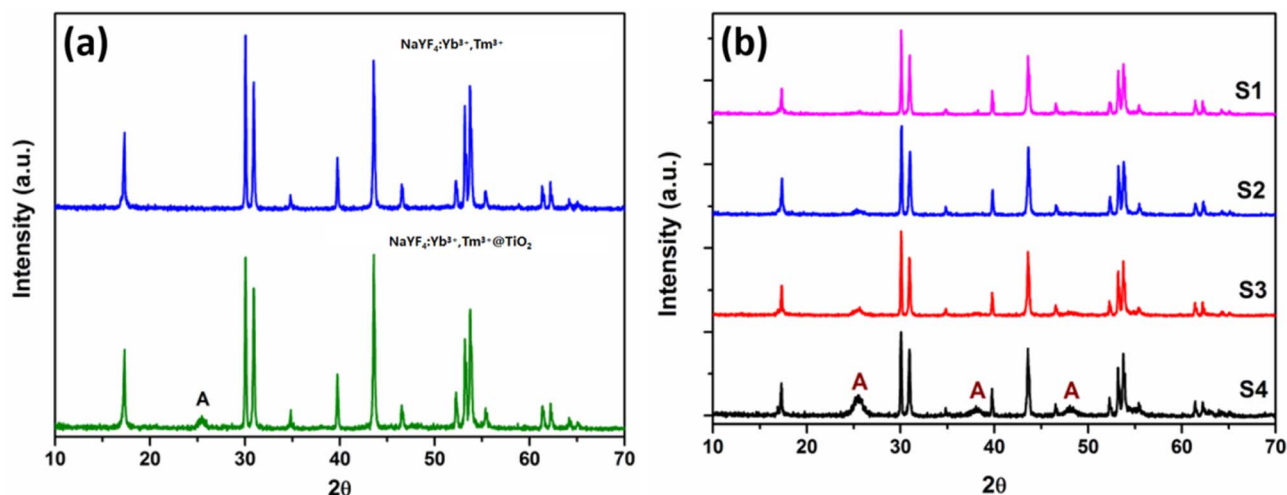 (a)
NaYF₄:Yb³⁺,Tm³⁺
NaYF₄:Yb³⁺,Tm³⁺@TiO₂
A
Intensity (a.u.)
10 20 30 40 50 60 70
2θ
(b)
S1
S2
S3
S4
A A A
Intensity (a.u.)
10 20 30 40 50 60 70
2θ